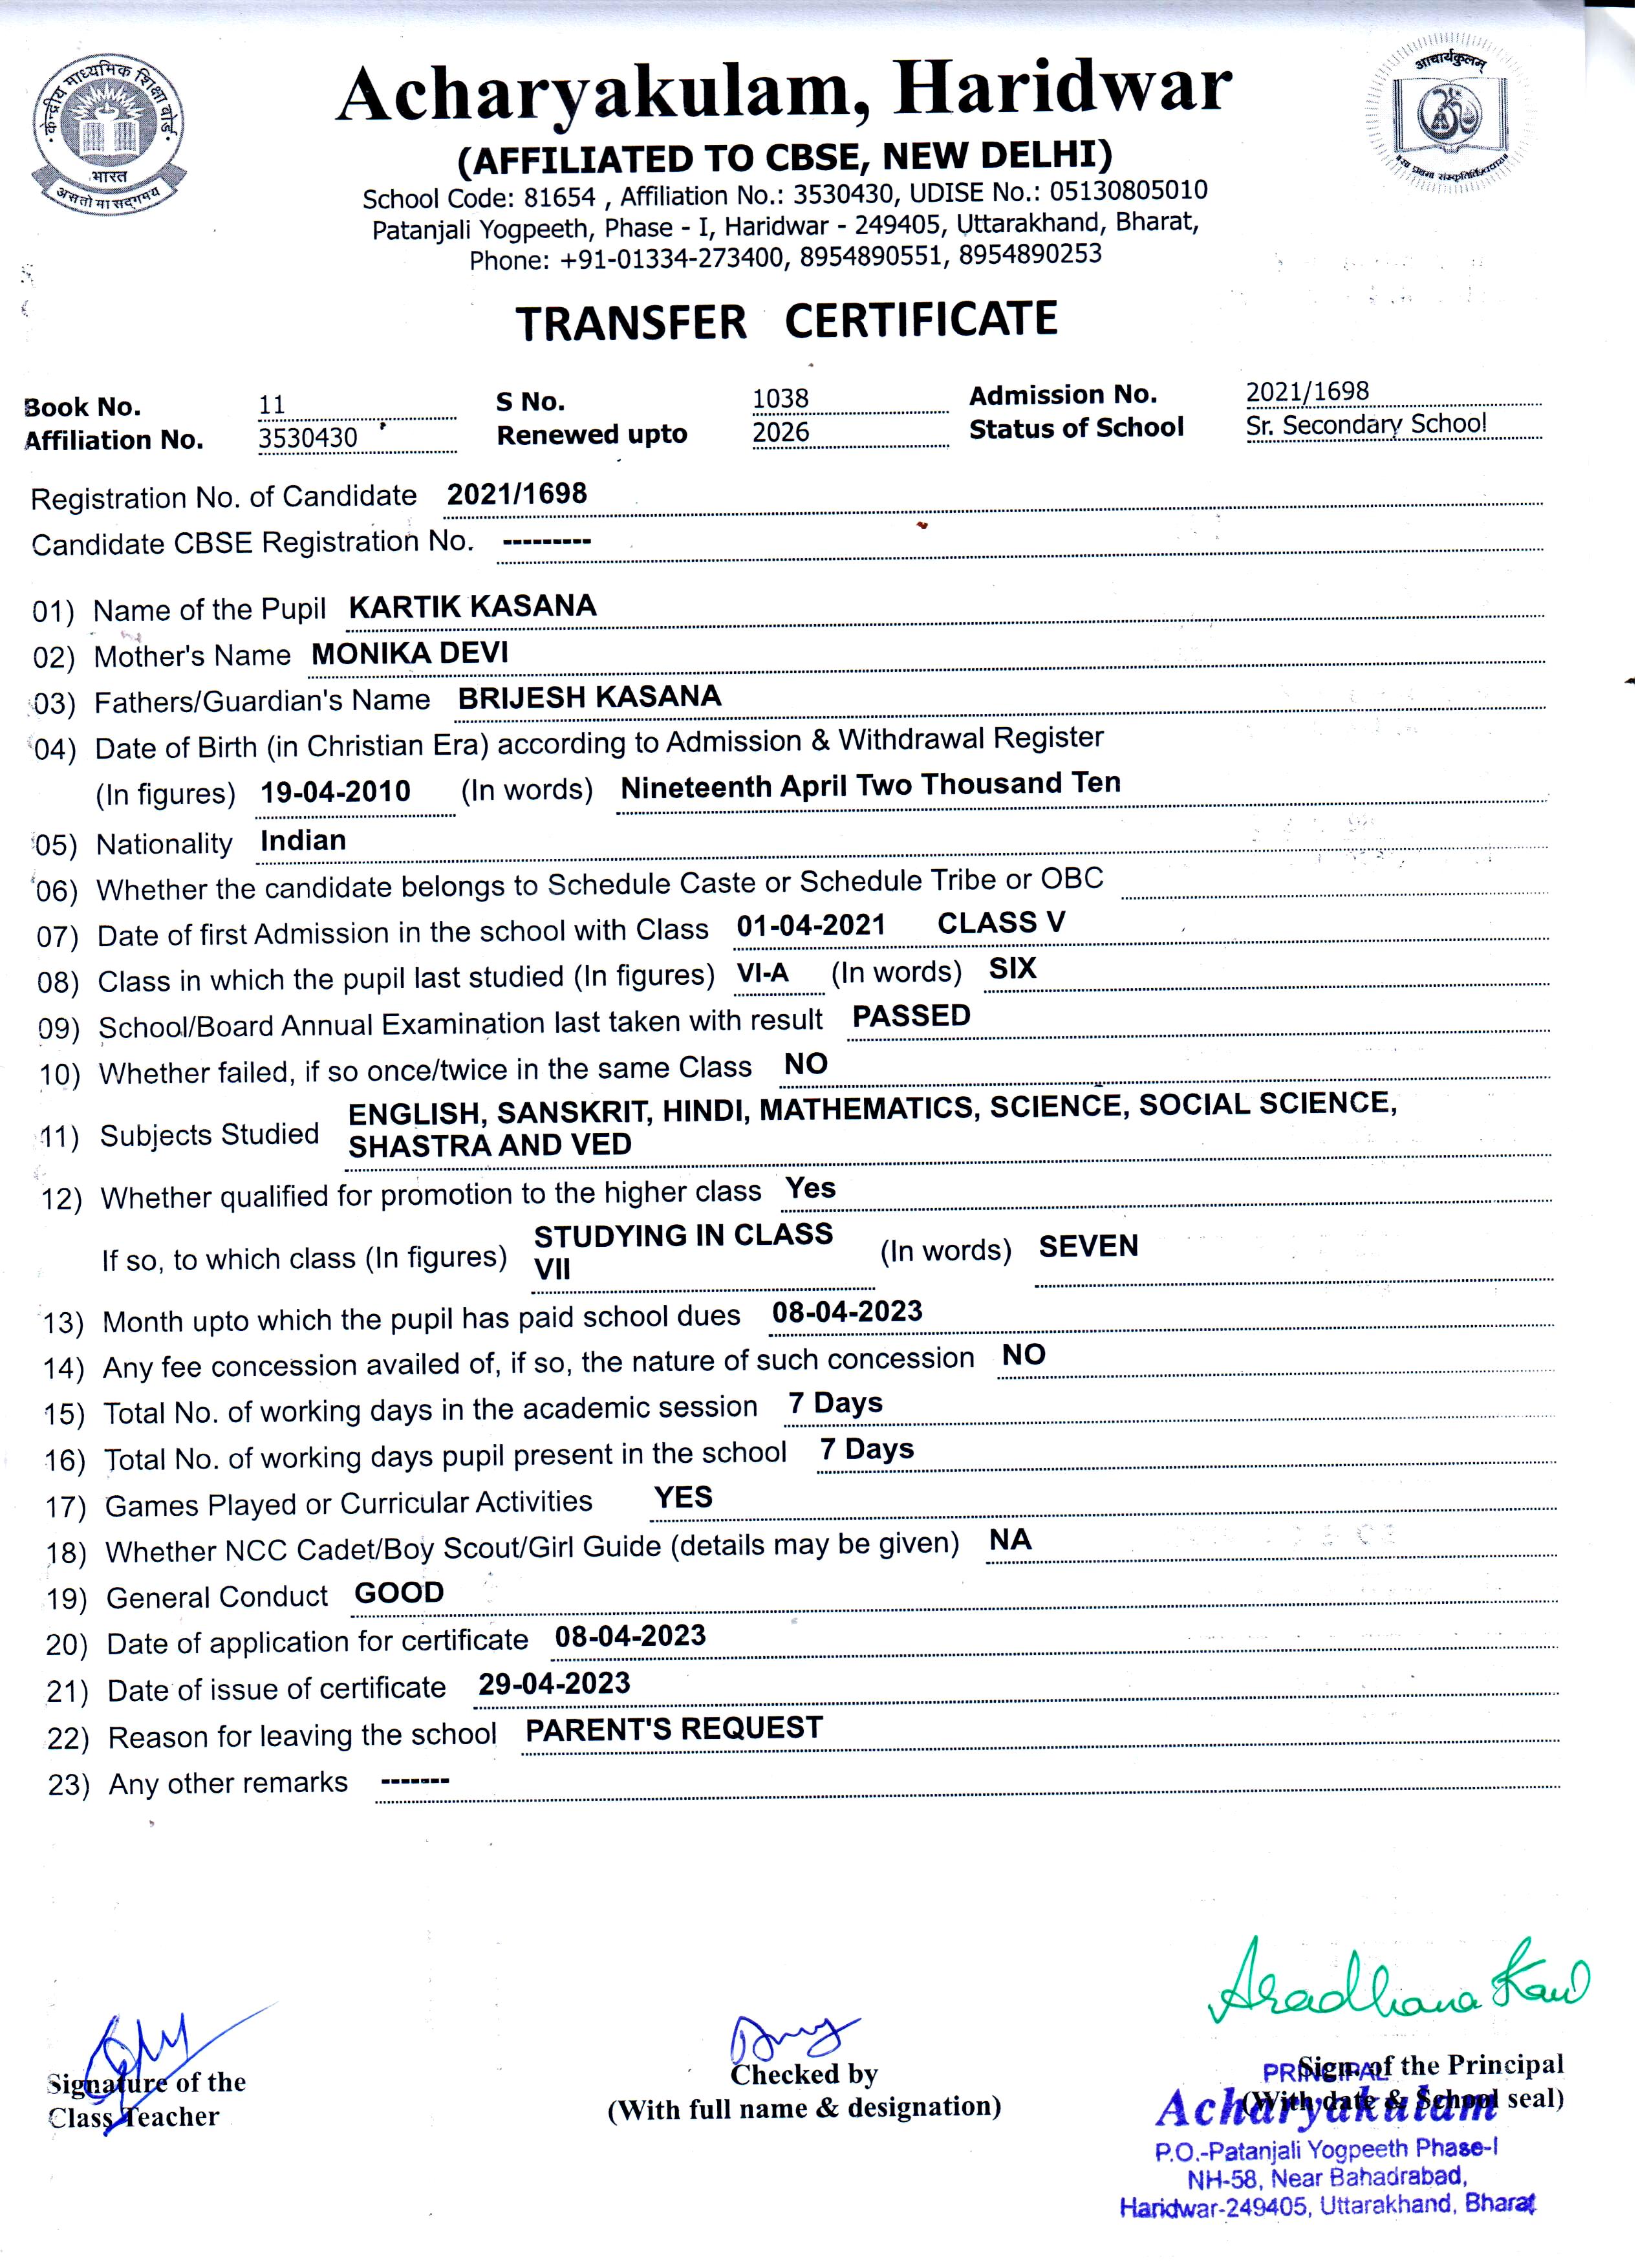 केन्द्रीय माध्यमिक शिक्षा बोर्ड
भारत
असतो मा सद्गमय
आचार्यकुलम्
Acharyakulam, Haridwar
(AFFILIATED TO CBSE, NEW DELHI)
School Code: 81654 , Affiliation No.: 3530430, UDISE No.: 05130805010
Patanjali Yogpeeth, Phase - I, Haridwar - 249405, Uttarakhand, Bharat,
Phone: +91-01334-273400, 8954890551, 8954890253
TRANSFER CERTIFICATE
Book No. 11 S No. 1038 Admission No. 2021/1698
Affiliation No. 3530430 Renewed upto 2026 Status of School Sr. Secondary School
Registration No. of Candidate 2021/1698
Candidate CBSE Registration No. ---------
01) Name of the Pupil KARTIK KASANA
02) Mother's Name MONIKA DEVI
03) Fathers/Guardian's Name BRIJESH KASANA
04) Date of Birth (in Christian Era) according to Admission & Withdrawal Register
(In figures) 19-04-2010 (In words) Nineteenth April Two Thousand Ten
05) Nationality Indian
06) Whether the candidate belongs to Schedule Caste or Schedule Tribe or OBC
07) Date of first Admission in the school with Class 01-04-2021 CLASS V
08) Class in which the pupil last studied (In figures) VI-A (In words) SIX
09) School/Board Annual Examination last taken with result PASSED
10) Whether failed, if so once/twice in the same Class NO
11) Subjects Studied ENGLISH, SANSKRIT, HINDI, MATHEMATICS, SCIENCE, SOCIAL SCIENCE,
SHASTRA AND VED
12) Whether qualified for promotion to the higher class Yes
If so, to which class (In figures) STUDYING IN CLASS
VII (In words) SEVEN
13) Month upto which the pupil has paid school dues 08-04-2023
14) Any fee concession availed of, if so, the nature of such concession NO
15) Total No. of working days in the academic session 7 Days
16) Total No. of working days pupil present in the school 7 Days
17) Games Played or Curricular Activities YES
18) Whether NCC Cadet/Boy Scout/Girl Guide (details may be given) NA
19) General Conduct GOOD
20) Date of application for certificate 08-04-2023
21) Date of issue of certificate 29-04-2023
22) Reason for leaving the school PARENT'S REQUEST
23) Any other remarks -------
Aradhana Kaul
Signature of the
Class Teacher
Checked by
(With full name & designation)
Sign. of the Principal
(With date & School seal)
PRINCIPAL
Acharyakulam
P.O.-Patanjali Yogpeeth Phase-I
NH-58, Near Bahadrabad,
Haridwar-249405, Uttarakhand, Bharat